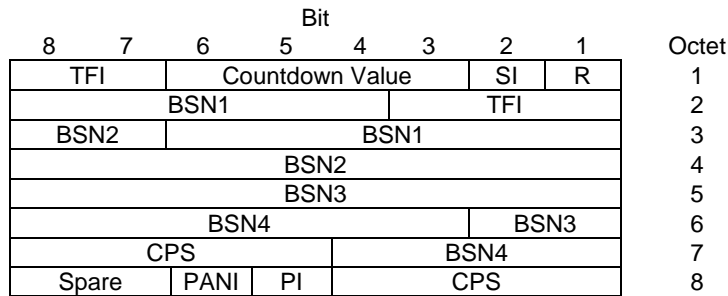 Bit
8 7 6 5 4 3 2 1 Octet
TFI Countdown Value SI R 1
BSN1 TFI 2
BSN2 BSN1 3
BSN2 4
BSN3 5
BSN4 BSN3 6
CPS BSN4 7
Spare PANI PI CPS 8